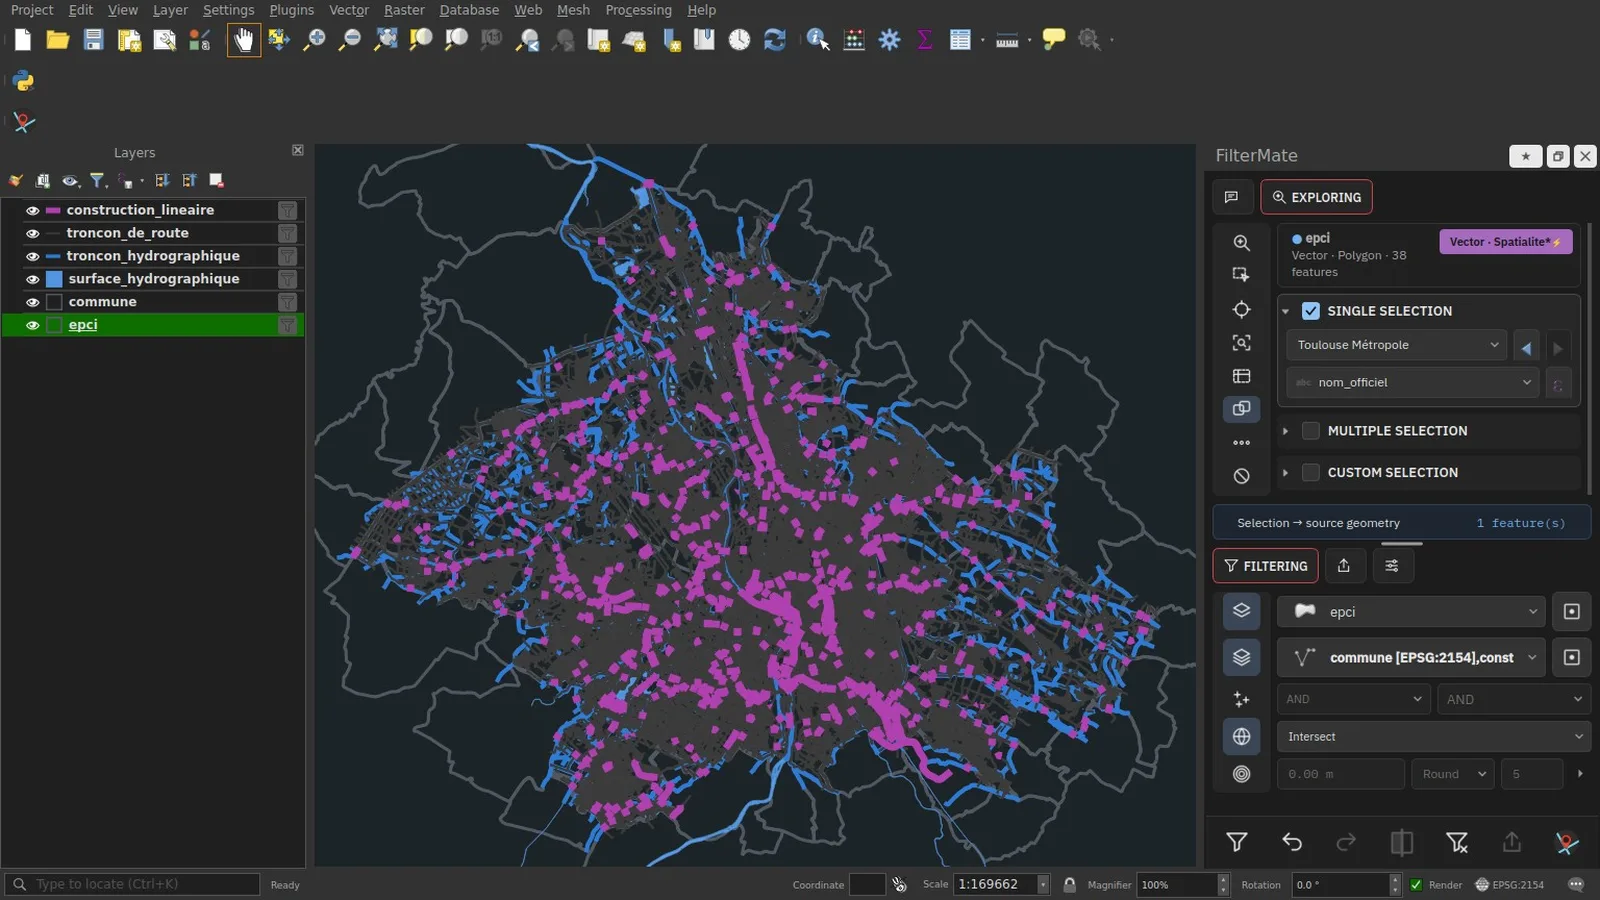 Project Edit View Layer Settings Plugins Vector Raster Database Web Mesh Processing Help
Layers
construction_lineaire
troncon_de_route
troncon_hydrographique
surface_hydrographique
commune
epci
FilterMate
EXPLORING
epci
Vector · Polygon · 38
features
Vector · Spatialite*⚡
SINGLE SELECTION
Toulouse Métropole
abc nom_officiel
MULTIPLE SELECTION
CUSTOM SELECTION
Selection → source geometry 1 feature(s)
FILTERING
epci
commune [EPSG:2154],const
AND AND
Intersect
0.00 m Round 5
Type to locate (Ctrl+K) Ready Coordinate Scale 1:169662 Magnifier 100% Rotation 0.0 ° Render EPSG:2154